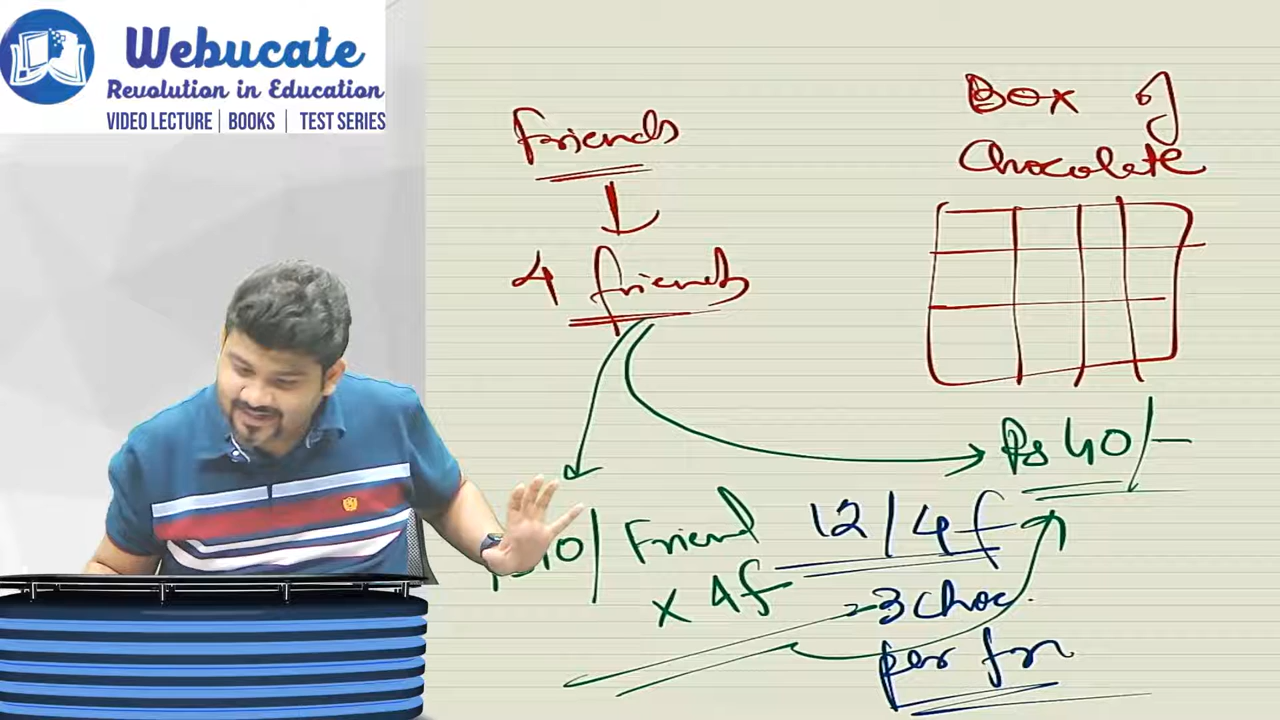 Webucate
Revolution in Education
VIDEO LECTURE | BOOKS | TEST SERIES
Friends
4 friends
Box of
Chocolate
Rs 40/-
10/ Friend
x 4f
12/4f
=3 Choc.
per frn